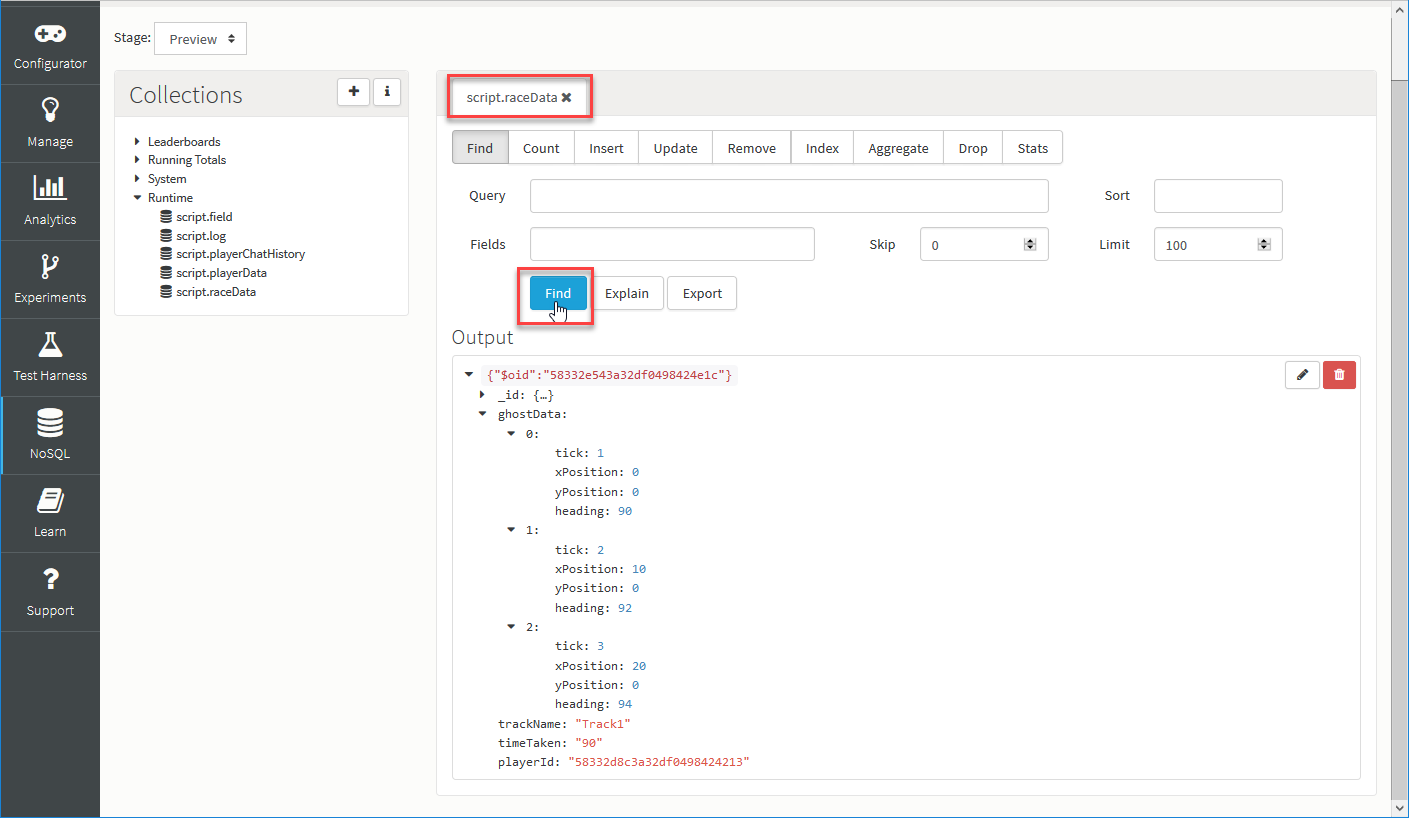 Configurator
Manage
Analytics
Experiments
Test Harness
NoSQL
Learn
Support
Stage: Preview
Collections
Leaderboards
Running Totals
System
Runtime
script.field
script.log
script.playerChatHistory
script.playerData
script.raceData
script.raceData
Find Count Insert Update Remove Index Aggregate Drop Stats
Query Sort
Fields Skip 0 Limit 100
Find Explain Export
Output
{"$oid":"58332e543a32df0498424e1c"}
_id: {…}
ghostData:
0:
tick: 1
xPosition: 0
yPosition: 0
heading: 90
1:
tick: 2
xPosition: 10
yPosition: 0
heading: 92
2:
tick: 3
xPosition: 20
yPosition: 0
heading: 94
trackName: "Track1"
timeTaken: "90"
playerId: "58332d8c3a32df0498424213"